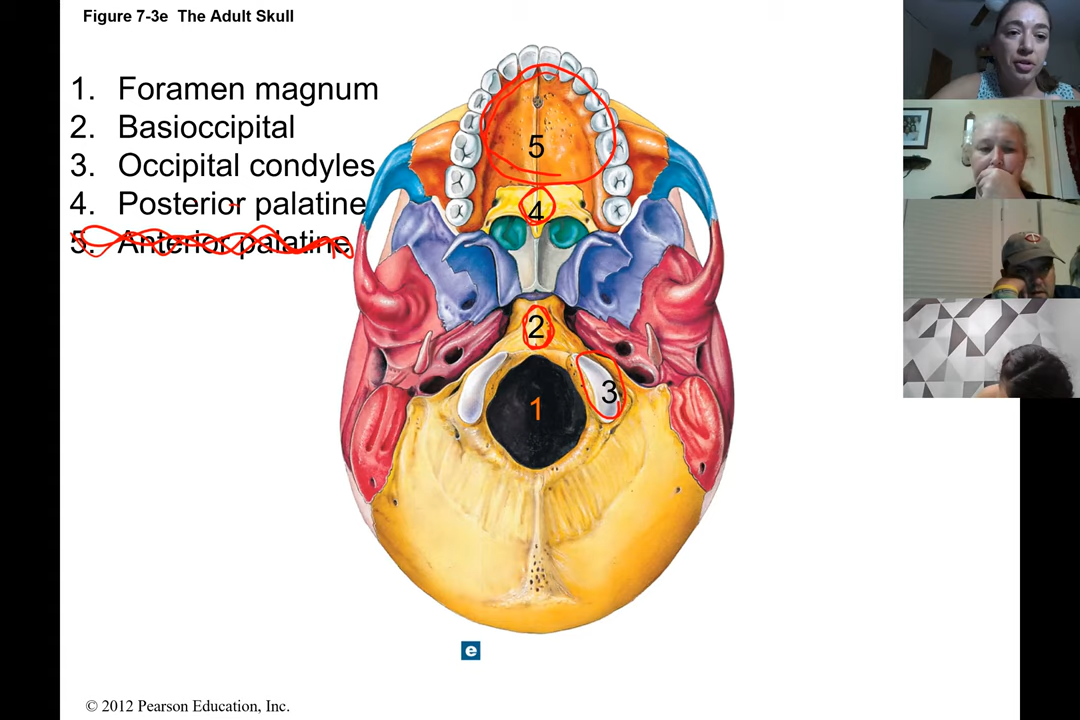 Figure 7-3e The Adult Skull
1. Foramen magnum
2. Basioccipital
3. Occipital condyles
4. Posterior palatine
5. Anterior palatine
5
4
2
3
1
e
© 2012 Pearson Education, Inc.